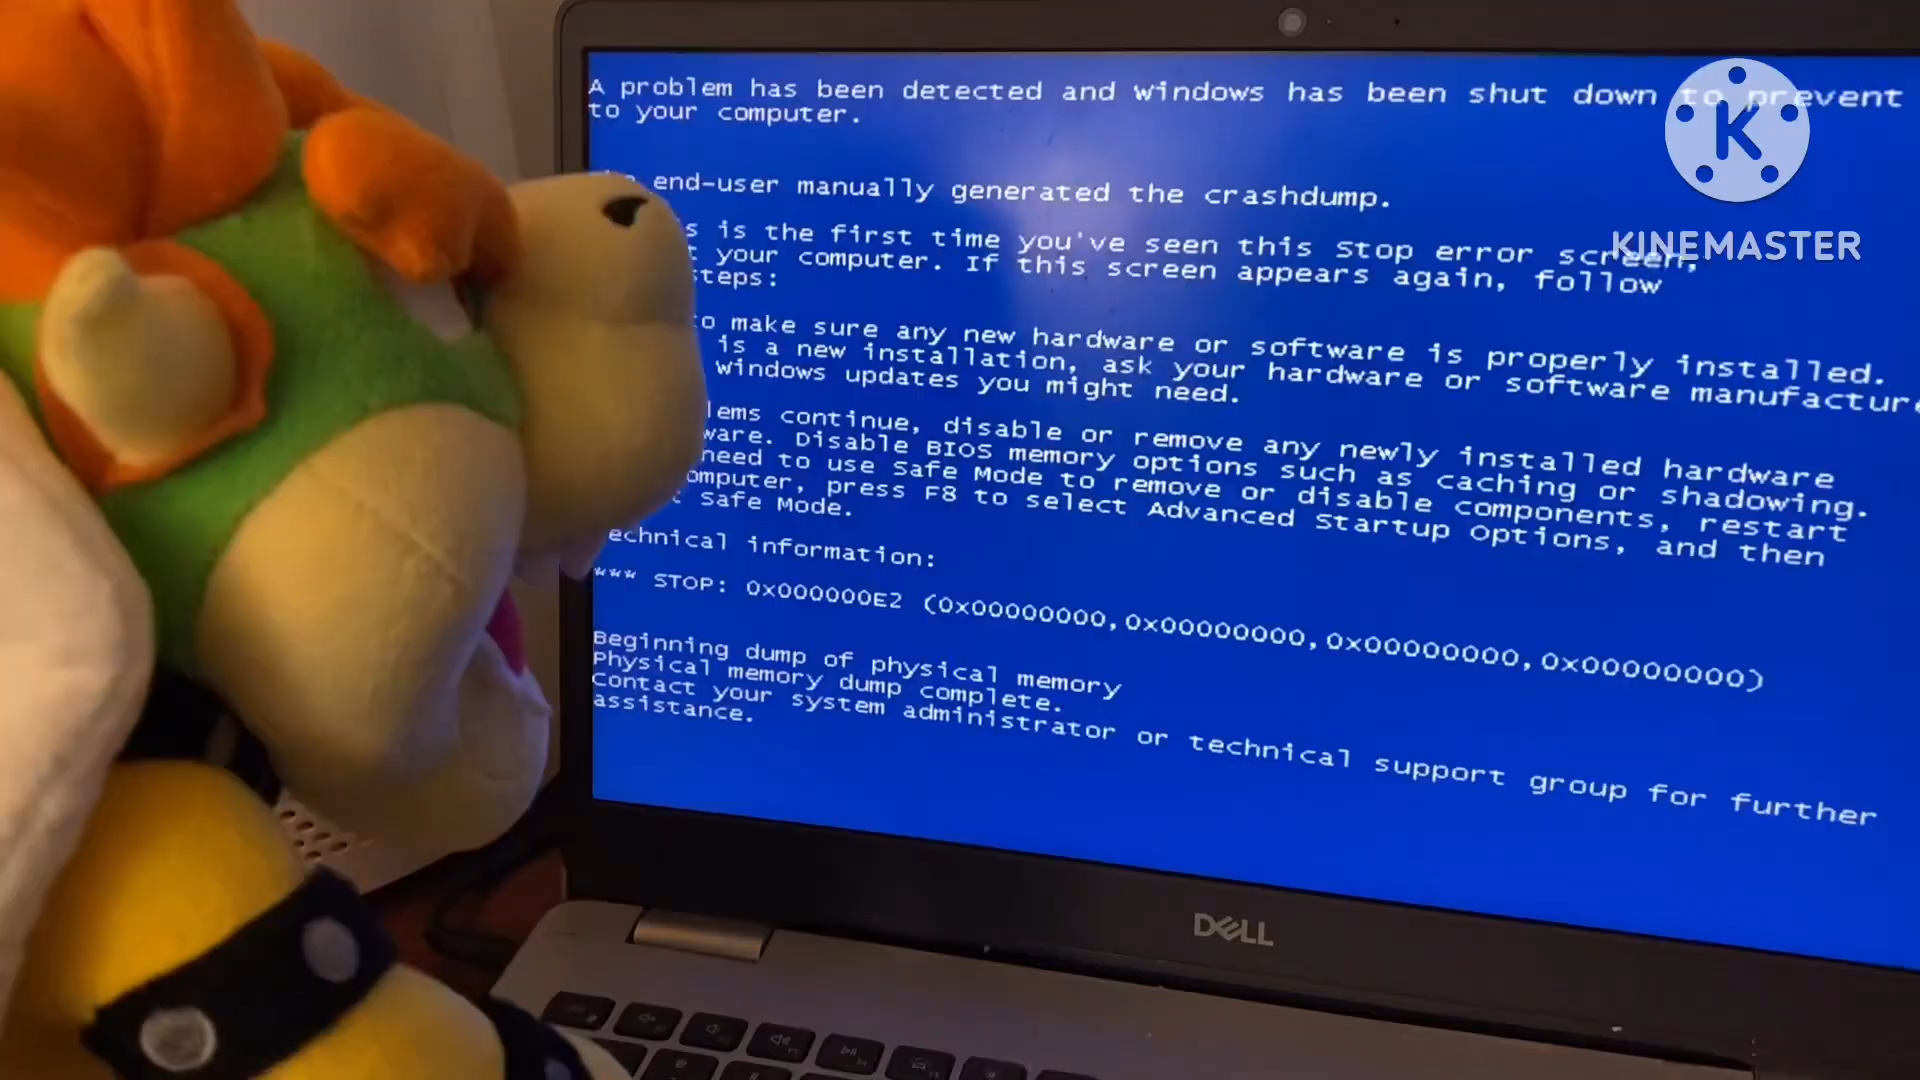 A problem has been detected and windows has been shut down to prevent
to your computer.
end-user manually generated the crashdump.
s is the first time you've seen this Stop error screen,
t your computer. If this screen appears again, follow
steps:
to make sure any new hardware or software is properly installed.
is a new installation, ask your hardware or software manufacture
windows updates you might need.
lems continue, disable or remove any newly installed hardware
ware. Disable BIOS memory options such as caching or shadowing.
need to use Safe Mode to remove or disable components, restart
omputer, press F8 to select Advanced Startup Options, and then
t Safe Mode.
echnical information:
*** STOP: 0x000000E2 (0x00000000,0x00000000,0x00000000,0x00000000)
Beginning dump of physical memory
Physical memory dump complete.
Contact your system administrator or technical support group for further
assistance.
K
KINEMASTER
DELL